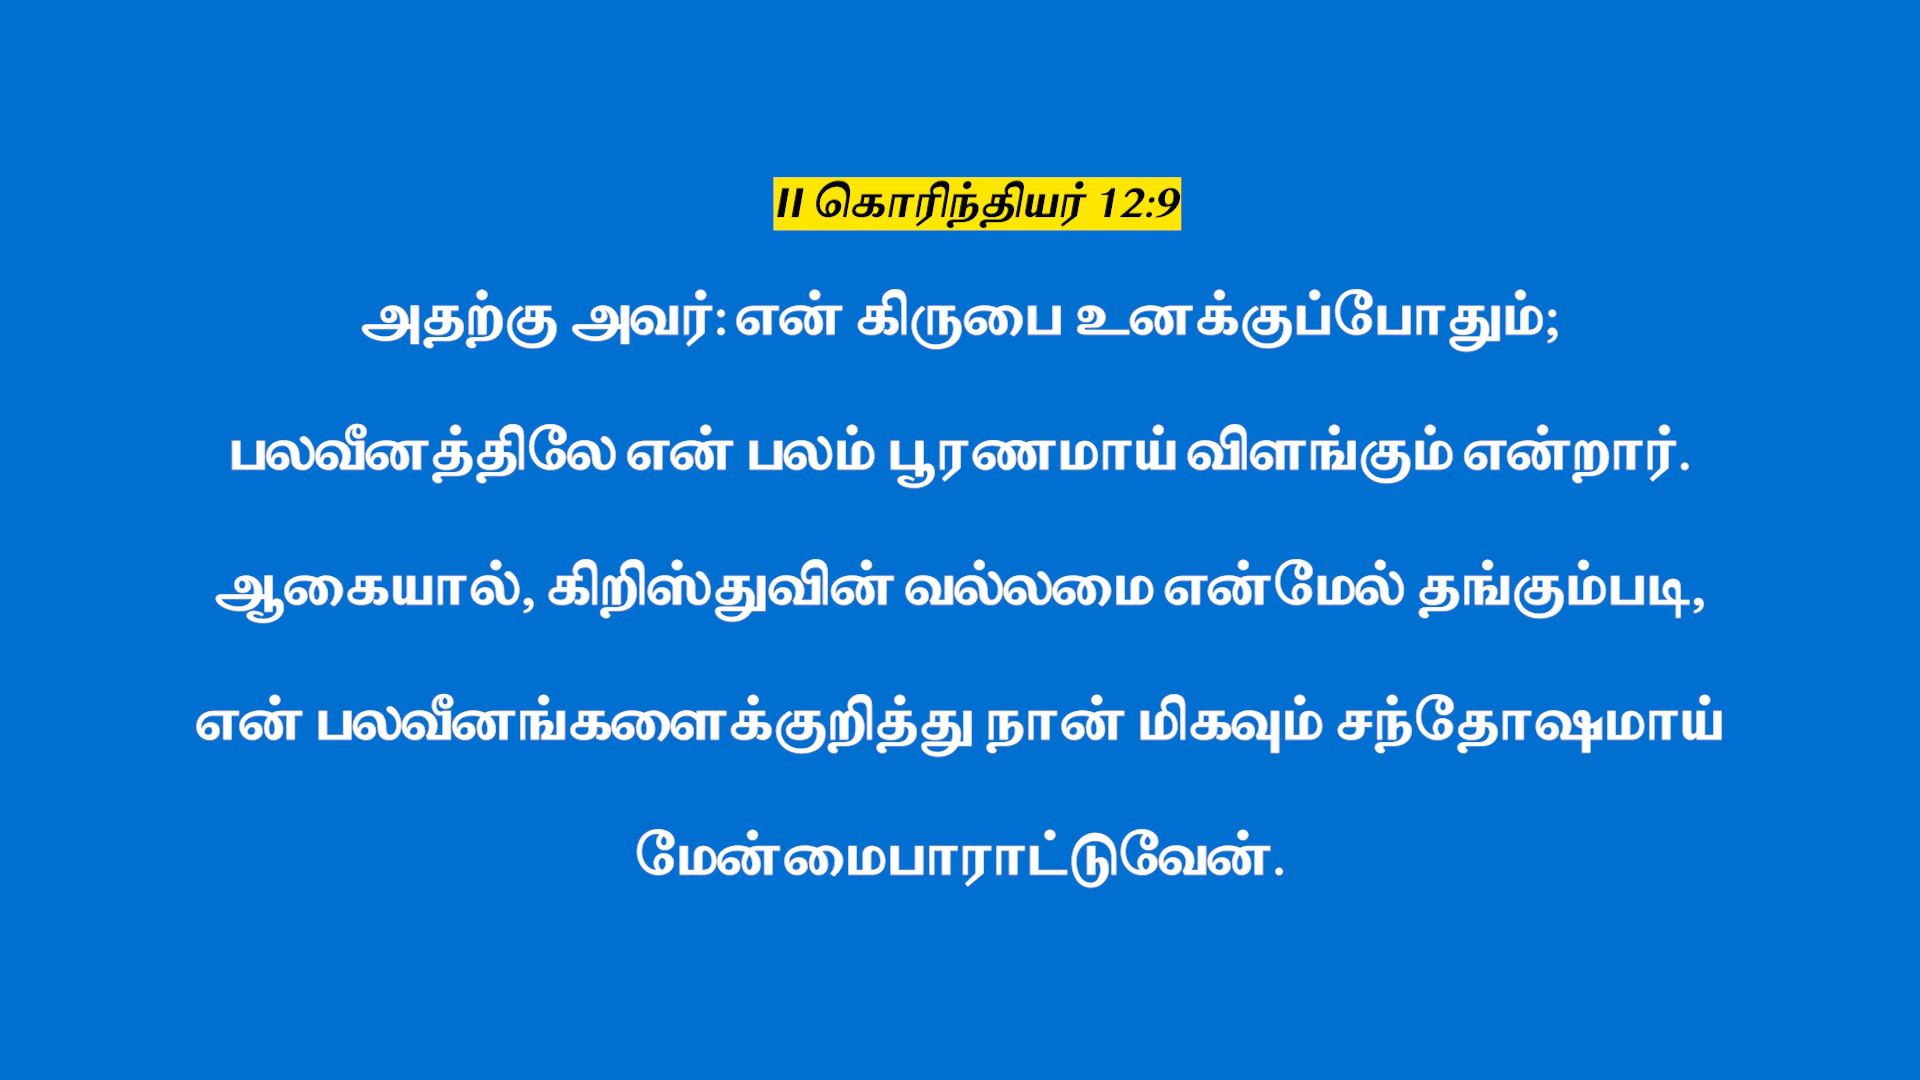 II கொரிந்தியர் 12:9
அதற்கு அவர்: என் கிருபை உனக்குப்போதும்;
பலவீனத்திலே என் பலம் பூரணமாய் விளங்கும் என்றார்.
ஆகையால், கிறிஸ்துவின் வல்லமை என்மேல் தங்கும்படி,
என் பலவீனங்களைக்குறித்து நான் மிகவும் சந்தோஷமாய்
மேன்மைபாராட்டுவேன்.